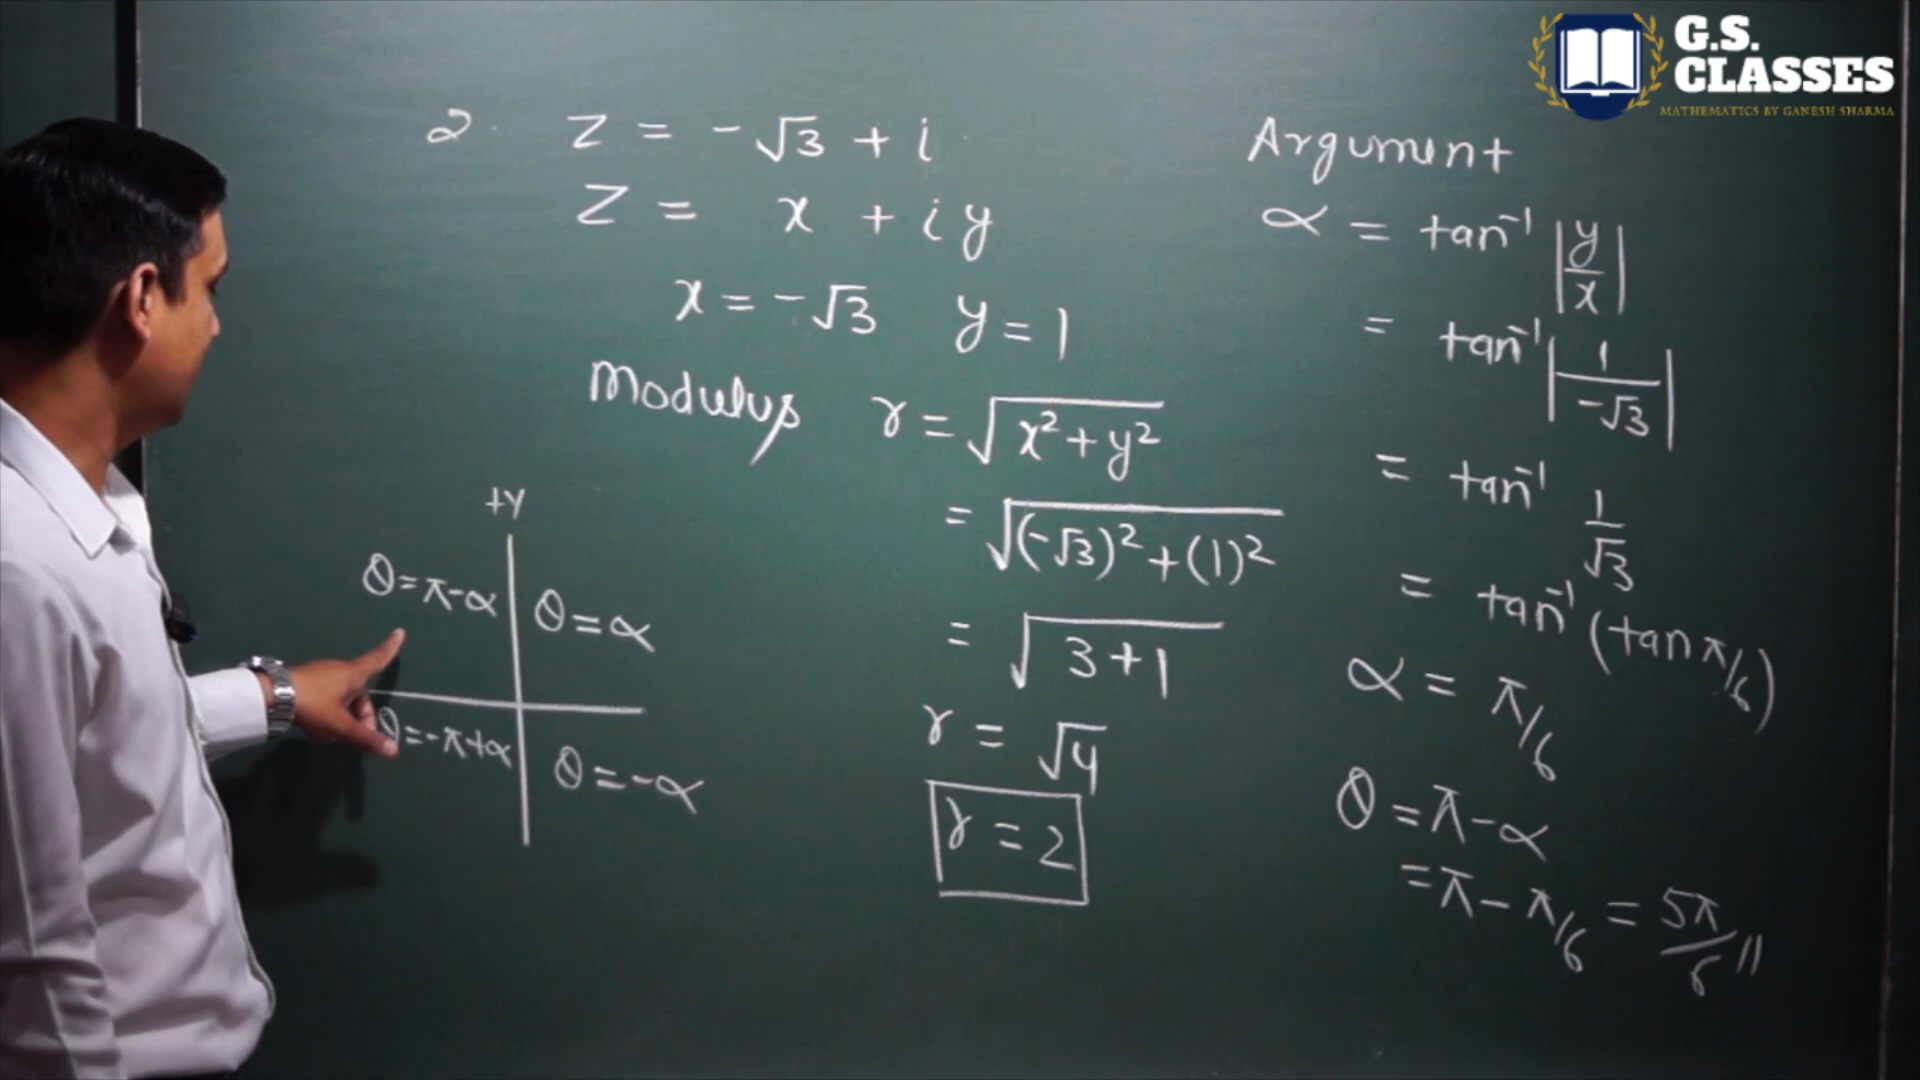 G.S.
CLASSES
MATHEMATICS BY GANESH SHARMA
2. Z = -√3 + i
Z = x + iy
x = -√3 y = 1
Modulus r = √(x² + y²)
= √((-√3)² + (1)²)
= √(3+1)
r = √4
r = 2
+Y
θ = π-α
θ = α
θ = -π+α
θ = -α
Argument
α = tan⁻¹ |y/x|
= tan⁻¹ |1/-√3|
= tan⁻¹ 1/√3
= tan⁻¹ (tan π/6)
α = π/6
θ = π-α
= π - π/6 = 5π/6 //